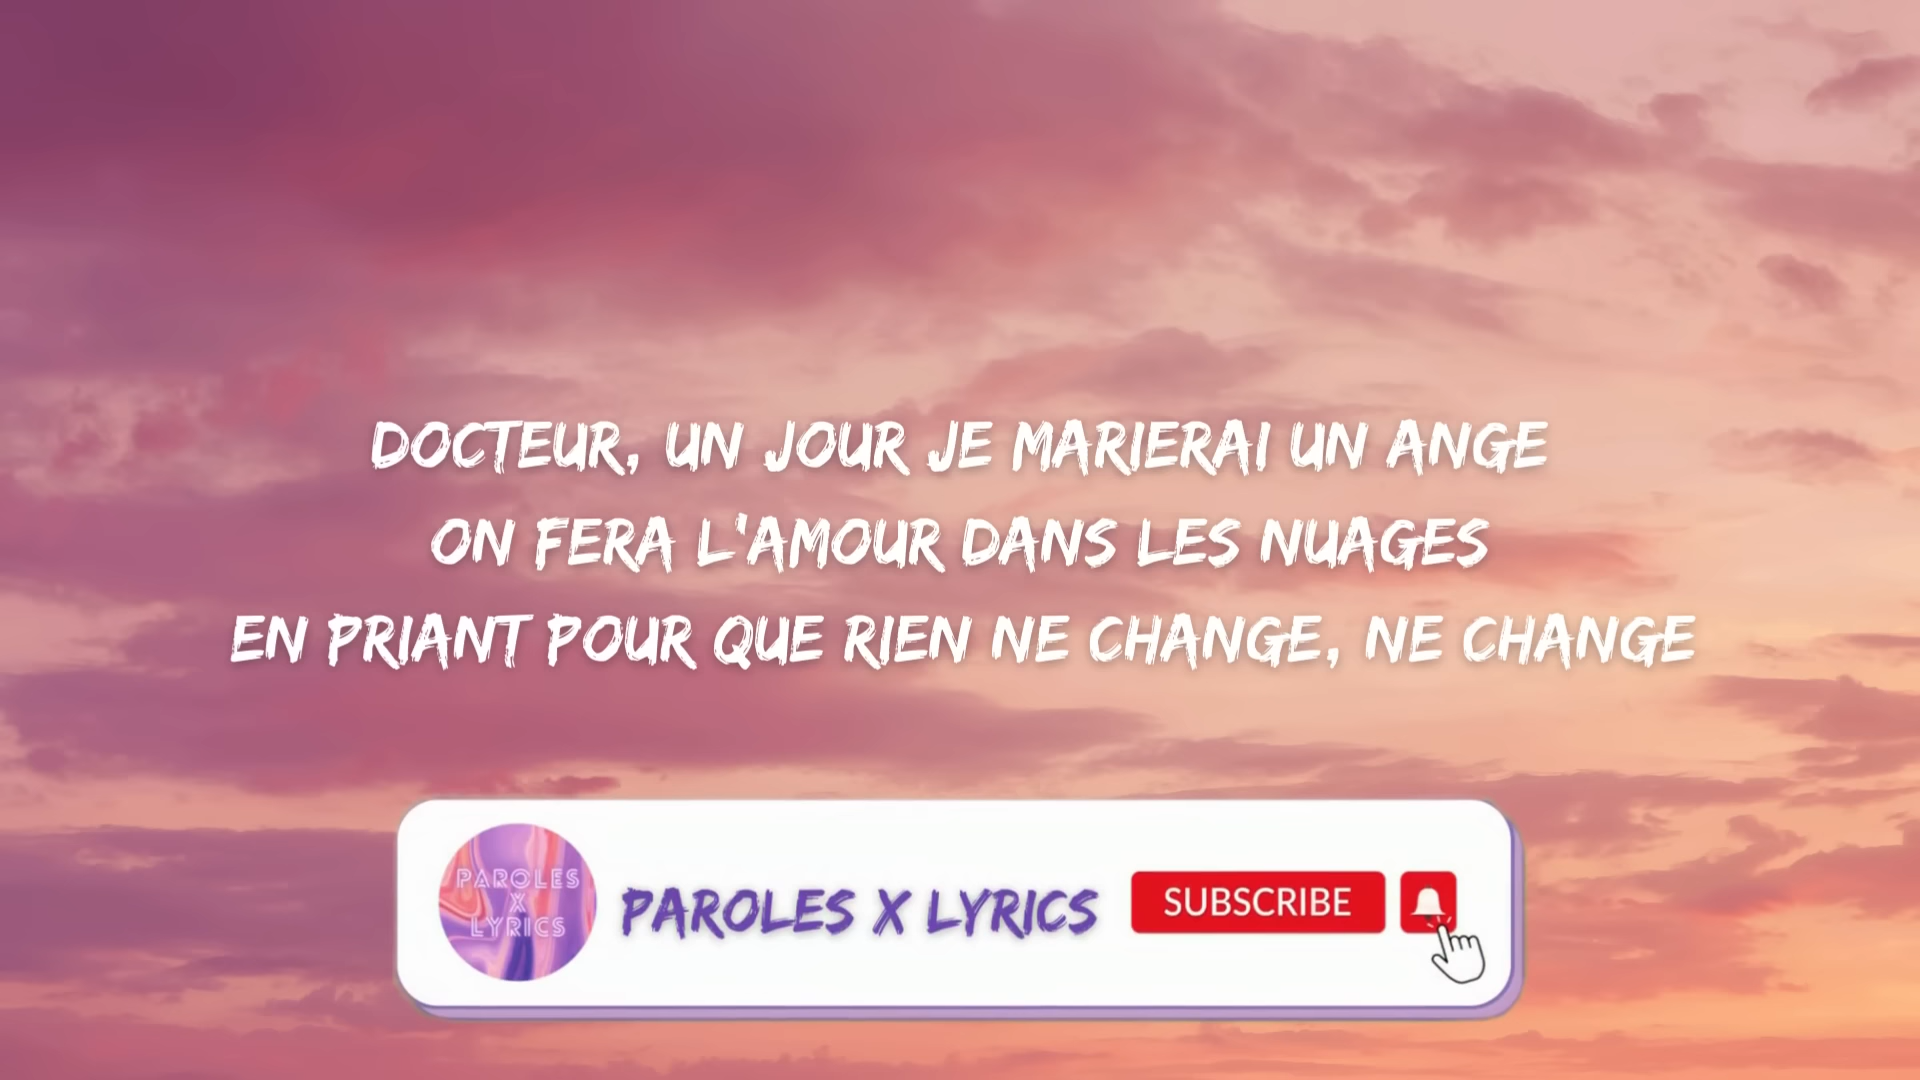 DOCTEUR, UN JOUR JE MARIERAI UN ANGE
ON FERA L'AMOUR DANS LES NUAGES
EN PRIANT POUR QUE RIEN NE CHANGE, NE CHANGE
PAROLES
X
LYRICS
PAROLES X LYRICS
SUBSCRIBE